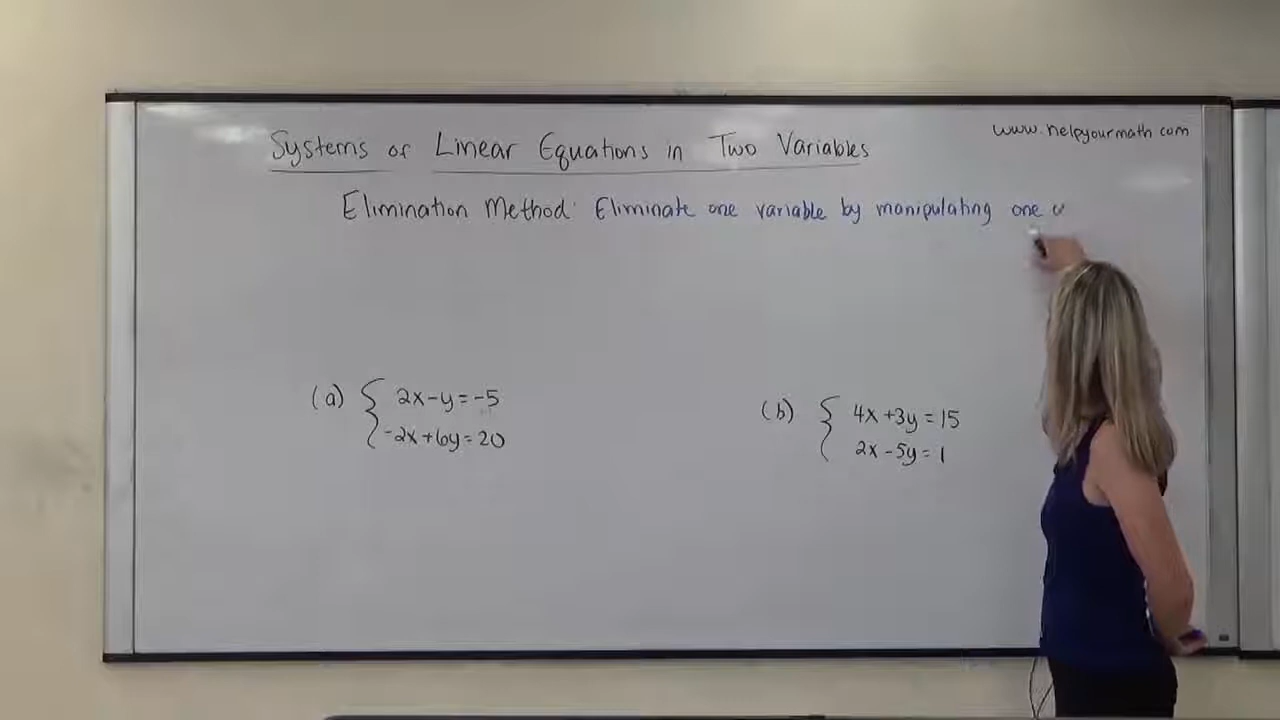 www.helpyourmath.com
Systems of Linear Equations in Two Variables
Elimination Method: Eliminate one variable by manipulating one
(a) { 2x-y=-5
-2x+6y=20
(b) { 4x+3y=15
2x-5y=1